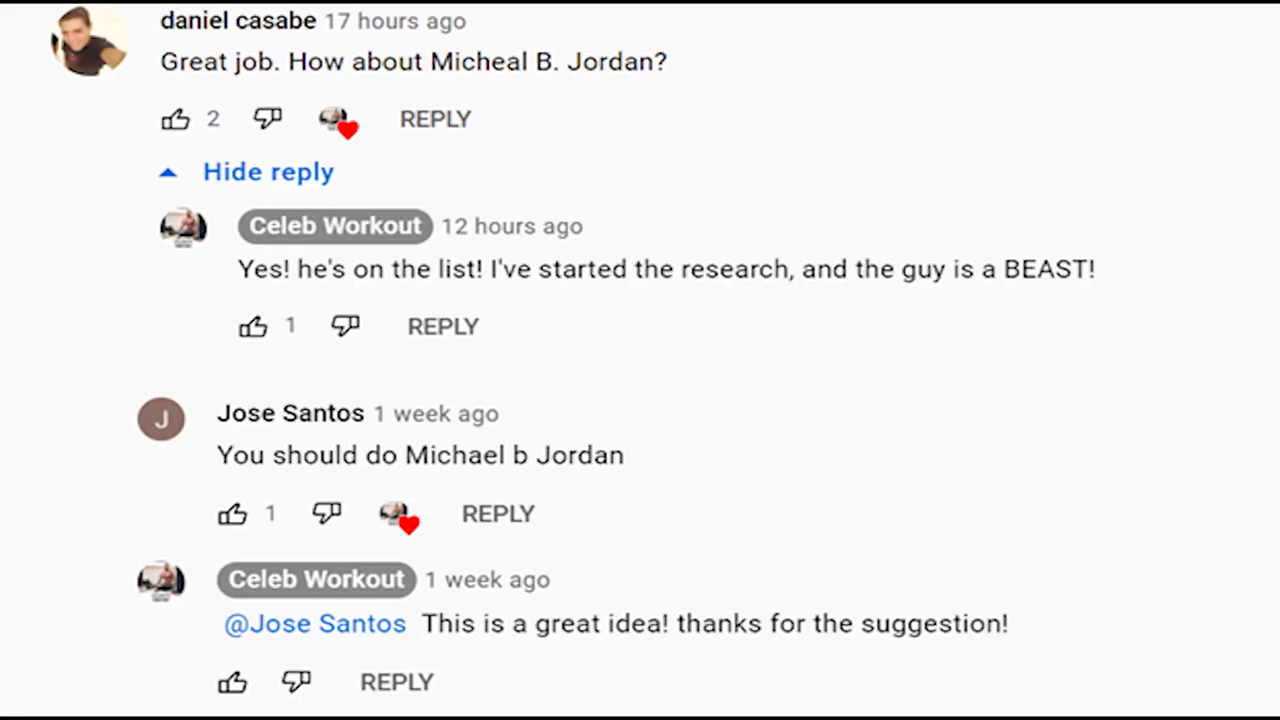 daniel casabe 17 hours ago
Great job. How about Micheal B. Jordan?
2 REPLY
Hide reply
Celeb Workout 12 hours ago
Yes! he's on the list! I've started the research, and the guy is a BEAST!
1 REPLY
J Jose Santos 1 week ago
You should do Michael b Jordan
1 REPLY
Celeb Workout 1 week ago
@Jose Santos This is a great idea! thanks for the suggestion!
REPLY